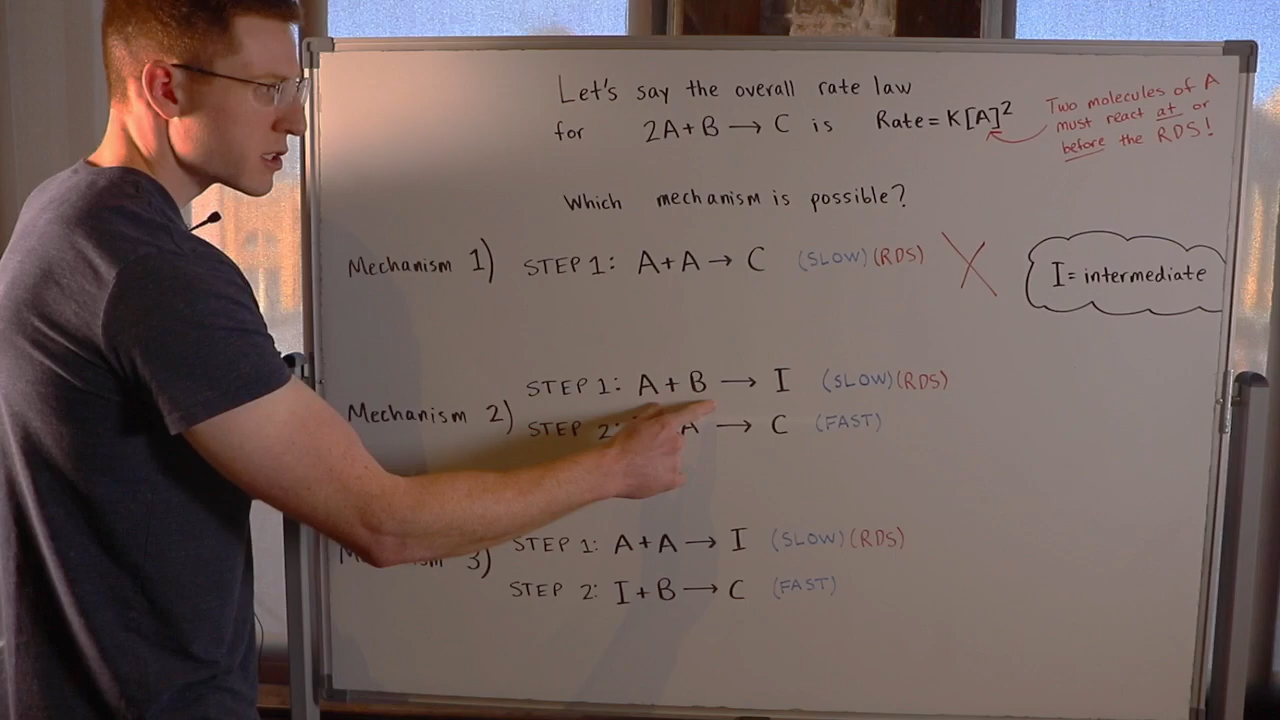 Let's say the overall rate law
for 2A+B → C is Rate = K[A]²
Two molecules of A
must react at or
before the RDS!
Which mechanism is possible?
Mechanism 1) STEP 1: A+A → C (SLOW)(RDS)
I = intermediate
Mechanism 2)
STEP 1: A + B → I (SLOW)(RDS)
STEP 2: A → C (FAST)
3)
STEP 1: A+A → I (SLOW)(RDS)
STEP 2: I+B → C (FAST)